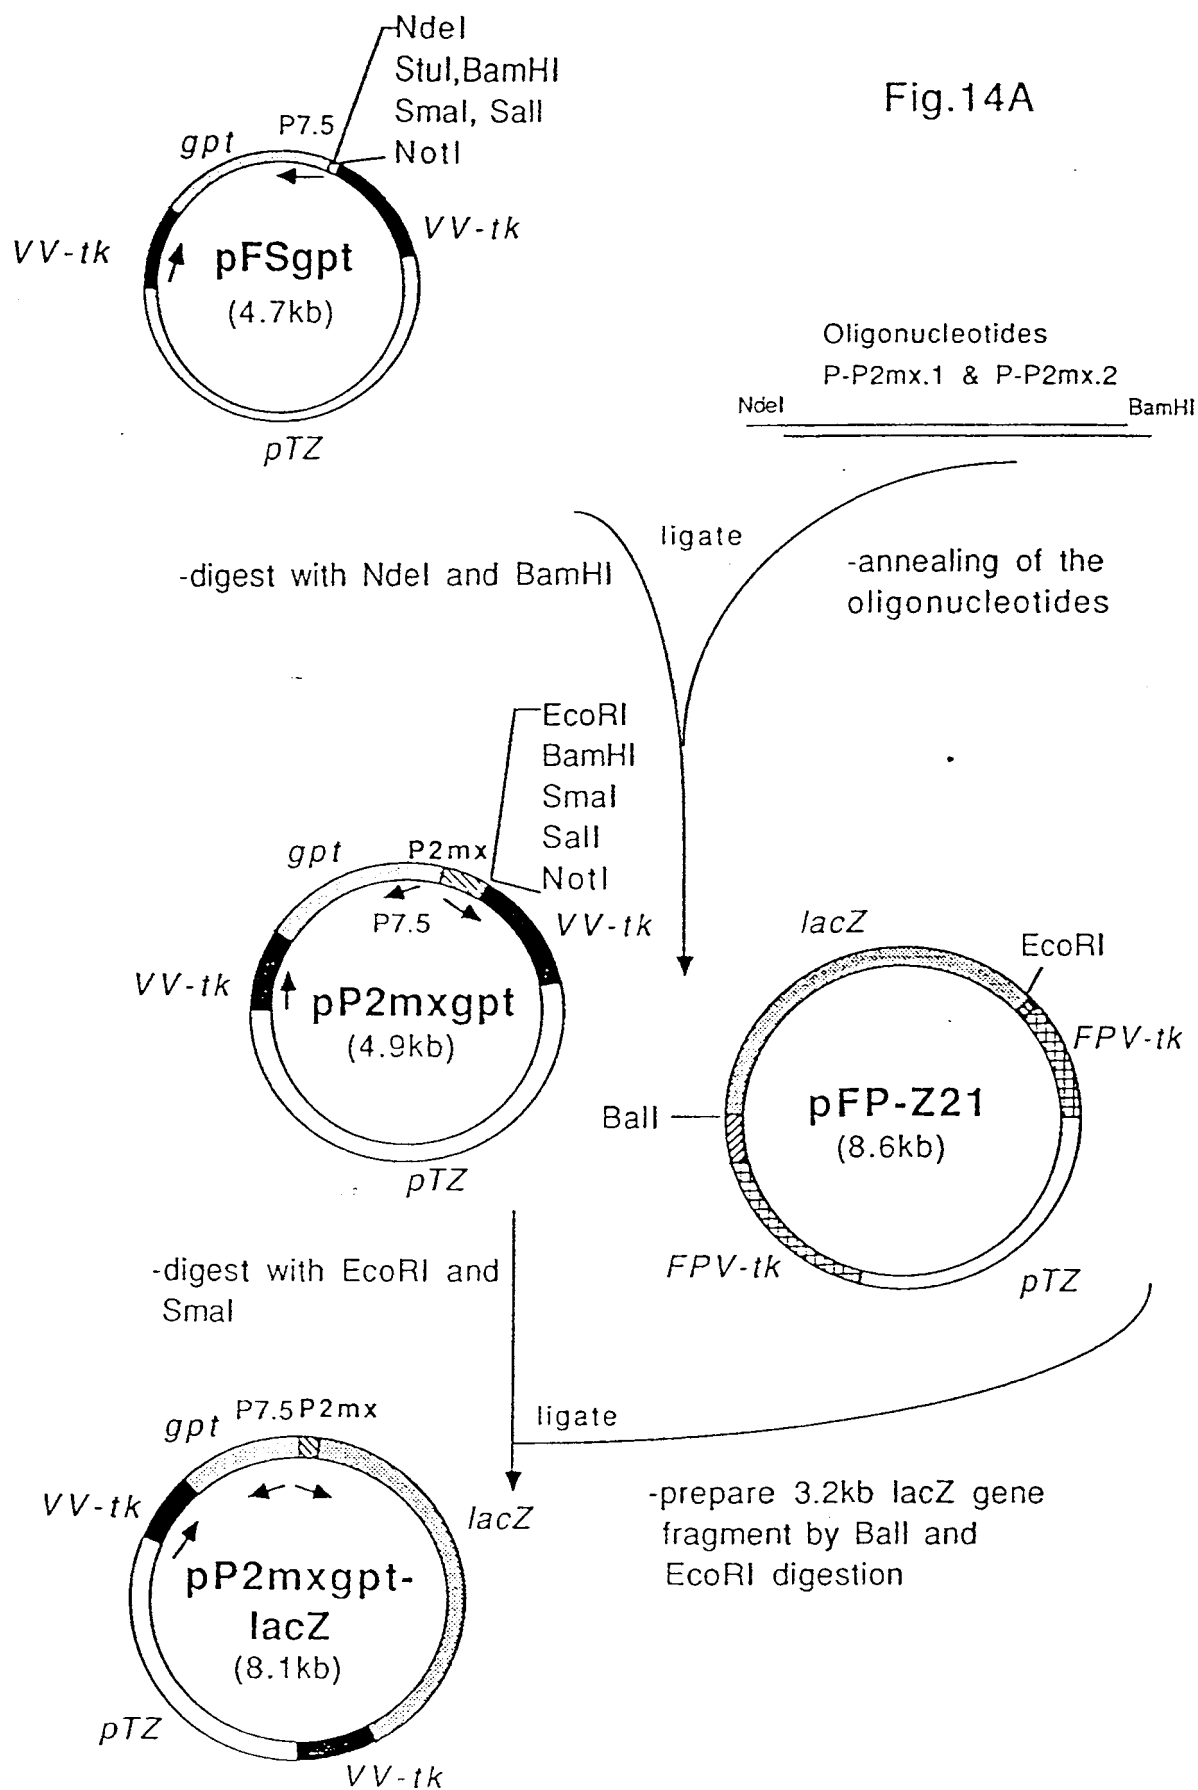 Fig.14A
NdeI
StuI,BamHI
SmaI, SalI
NotI
P7.5
gpt
VV-tk
VV-tk
pFSgpt
(4.7kb)
pTZ
Oligonucleotides
P-P2mx.1 & P-P2mx.2
NdeI
BamHI
ligate
-digest with NdeI and BamHI
-annealing of the
oligonucleotides
EcoRI
BamHI
SmaI
SalI
NotI
gpt
P2mx
P7.5
VV-tk
VV-tk
pP2mxgpt
(4.9kb)
pTZ
lacZ
EcoRI
FPV-tk
BalI
pFP-Z21
(8.6kb)
FPV-tk
pTZ
-digest with EcoRI and
SmaI
ligate
-prepare 3.2kb lacZ gene
fragment by BalI and
EcoRI digestion
gpt
P7.5
P2mx
VV-tk
lacZ
pP2mxgpt-
lacZ
(8.1kb)
pTZ
VV-tk